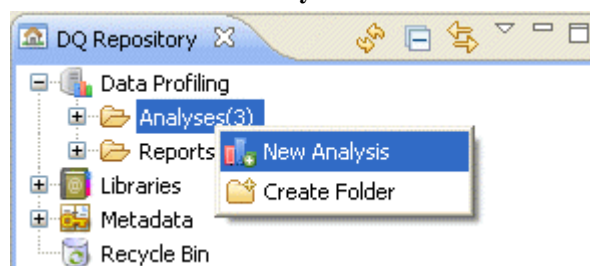 DQ Repository
Data Profiling
Analyses(3)
Reports
New Analysis
Create Folder
Libraries
Metadata
Recycle Bin